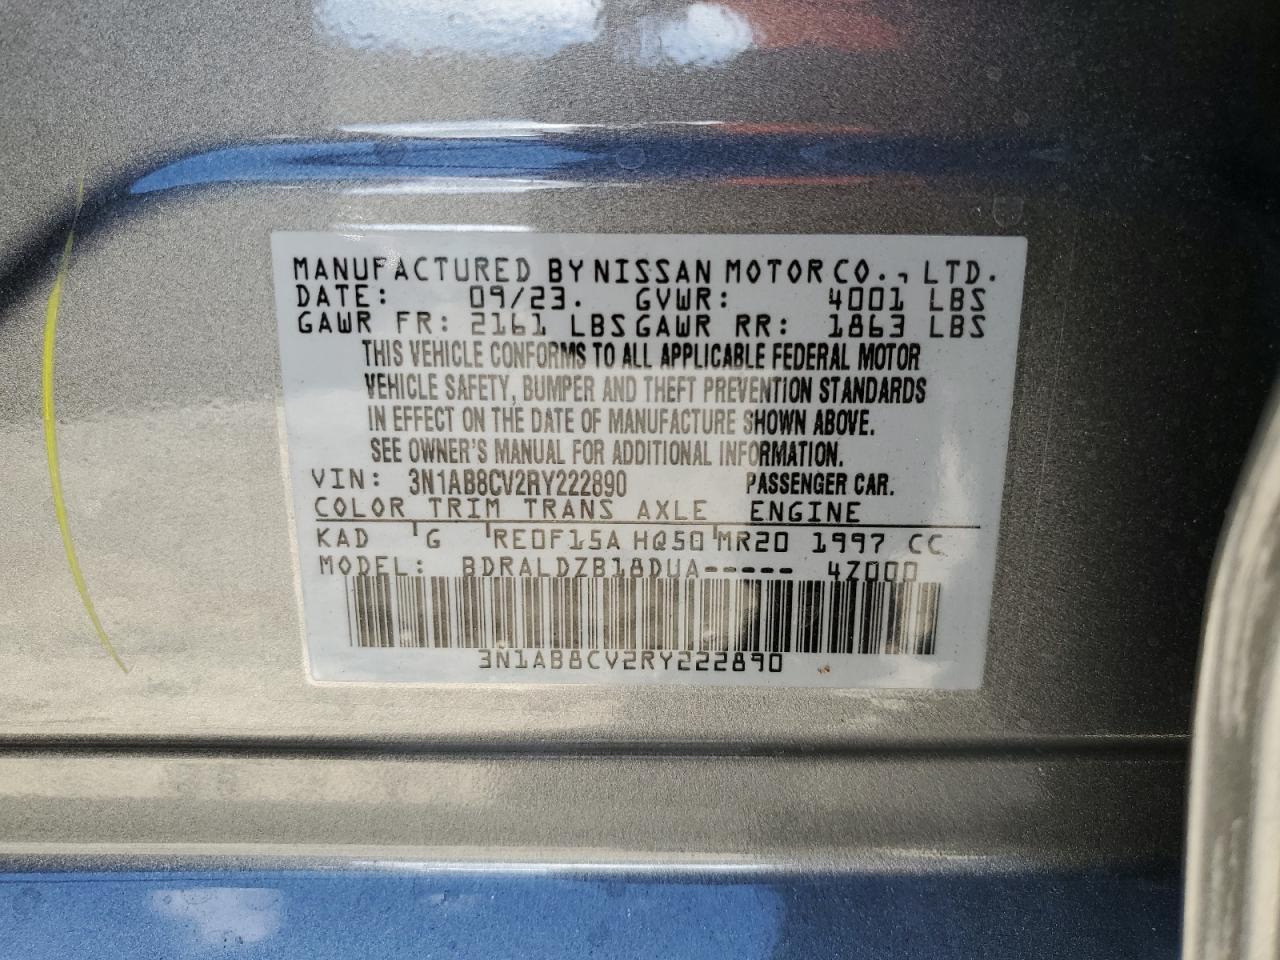 MANUFACTURED BY NISSAN MOTOR CO., LTD.
DATE: 09/23. GVWR: 4001 LBS
GAWR FR: 2161 LBS GAWR RR: 1863 LBS
THIS VEHICLE CONFORMS TO ALL APPLICABLE FEDERAL MOTOR
VEHICLE SAFETY, BUMPER AND THEFT PREVENTION STANDARDS
IN EFFECT ON THE DATE OF MANUFACTURE SHOWN ABOVE.
SEE OWNER'S MANUAL FOR ADDITIONAL INFORMATION.
VIN: 3N1AB8CV2RY222890 PASSENGER CAR.
COLOR TRIM TRANS AXLE ENGINE
KAD G RE0F15A HQ50 MR20 1997 CC
MODEL: BDRALDZB18DUA----- 4Z000
3N1AB8CV2RY222890